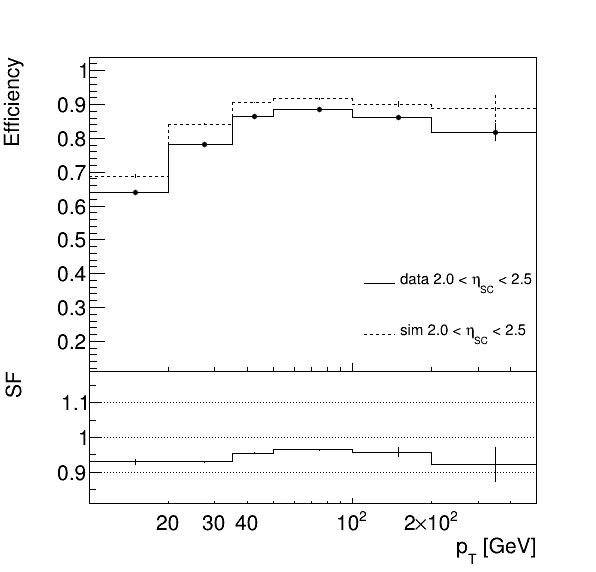 Efficiency
1
0.9
0.8
0.7
0.6
0.5
0.4
0.3
0.2
data 2.0 < η_SC < 2.5
sim 2.0 < η_SC < 2.5
SF
1.1
1
0.9
20 30 40 10² 2×10²
p_T [GeV]